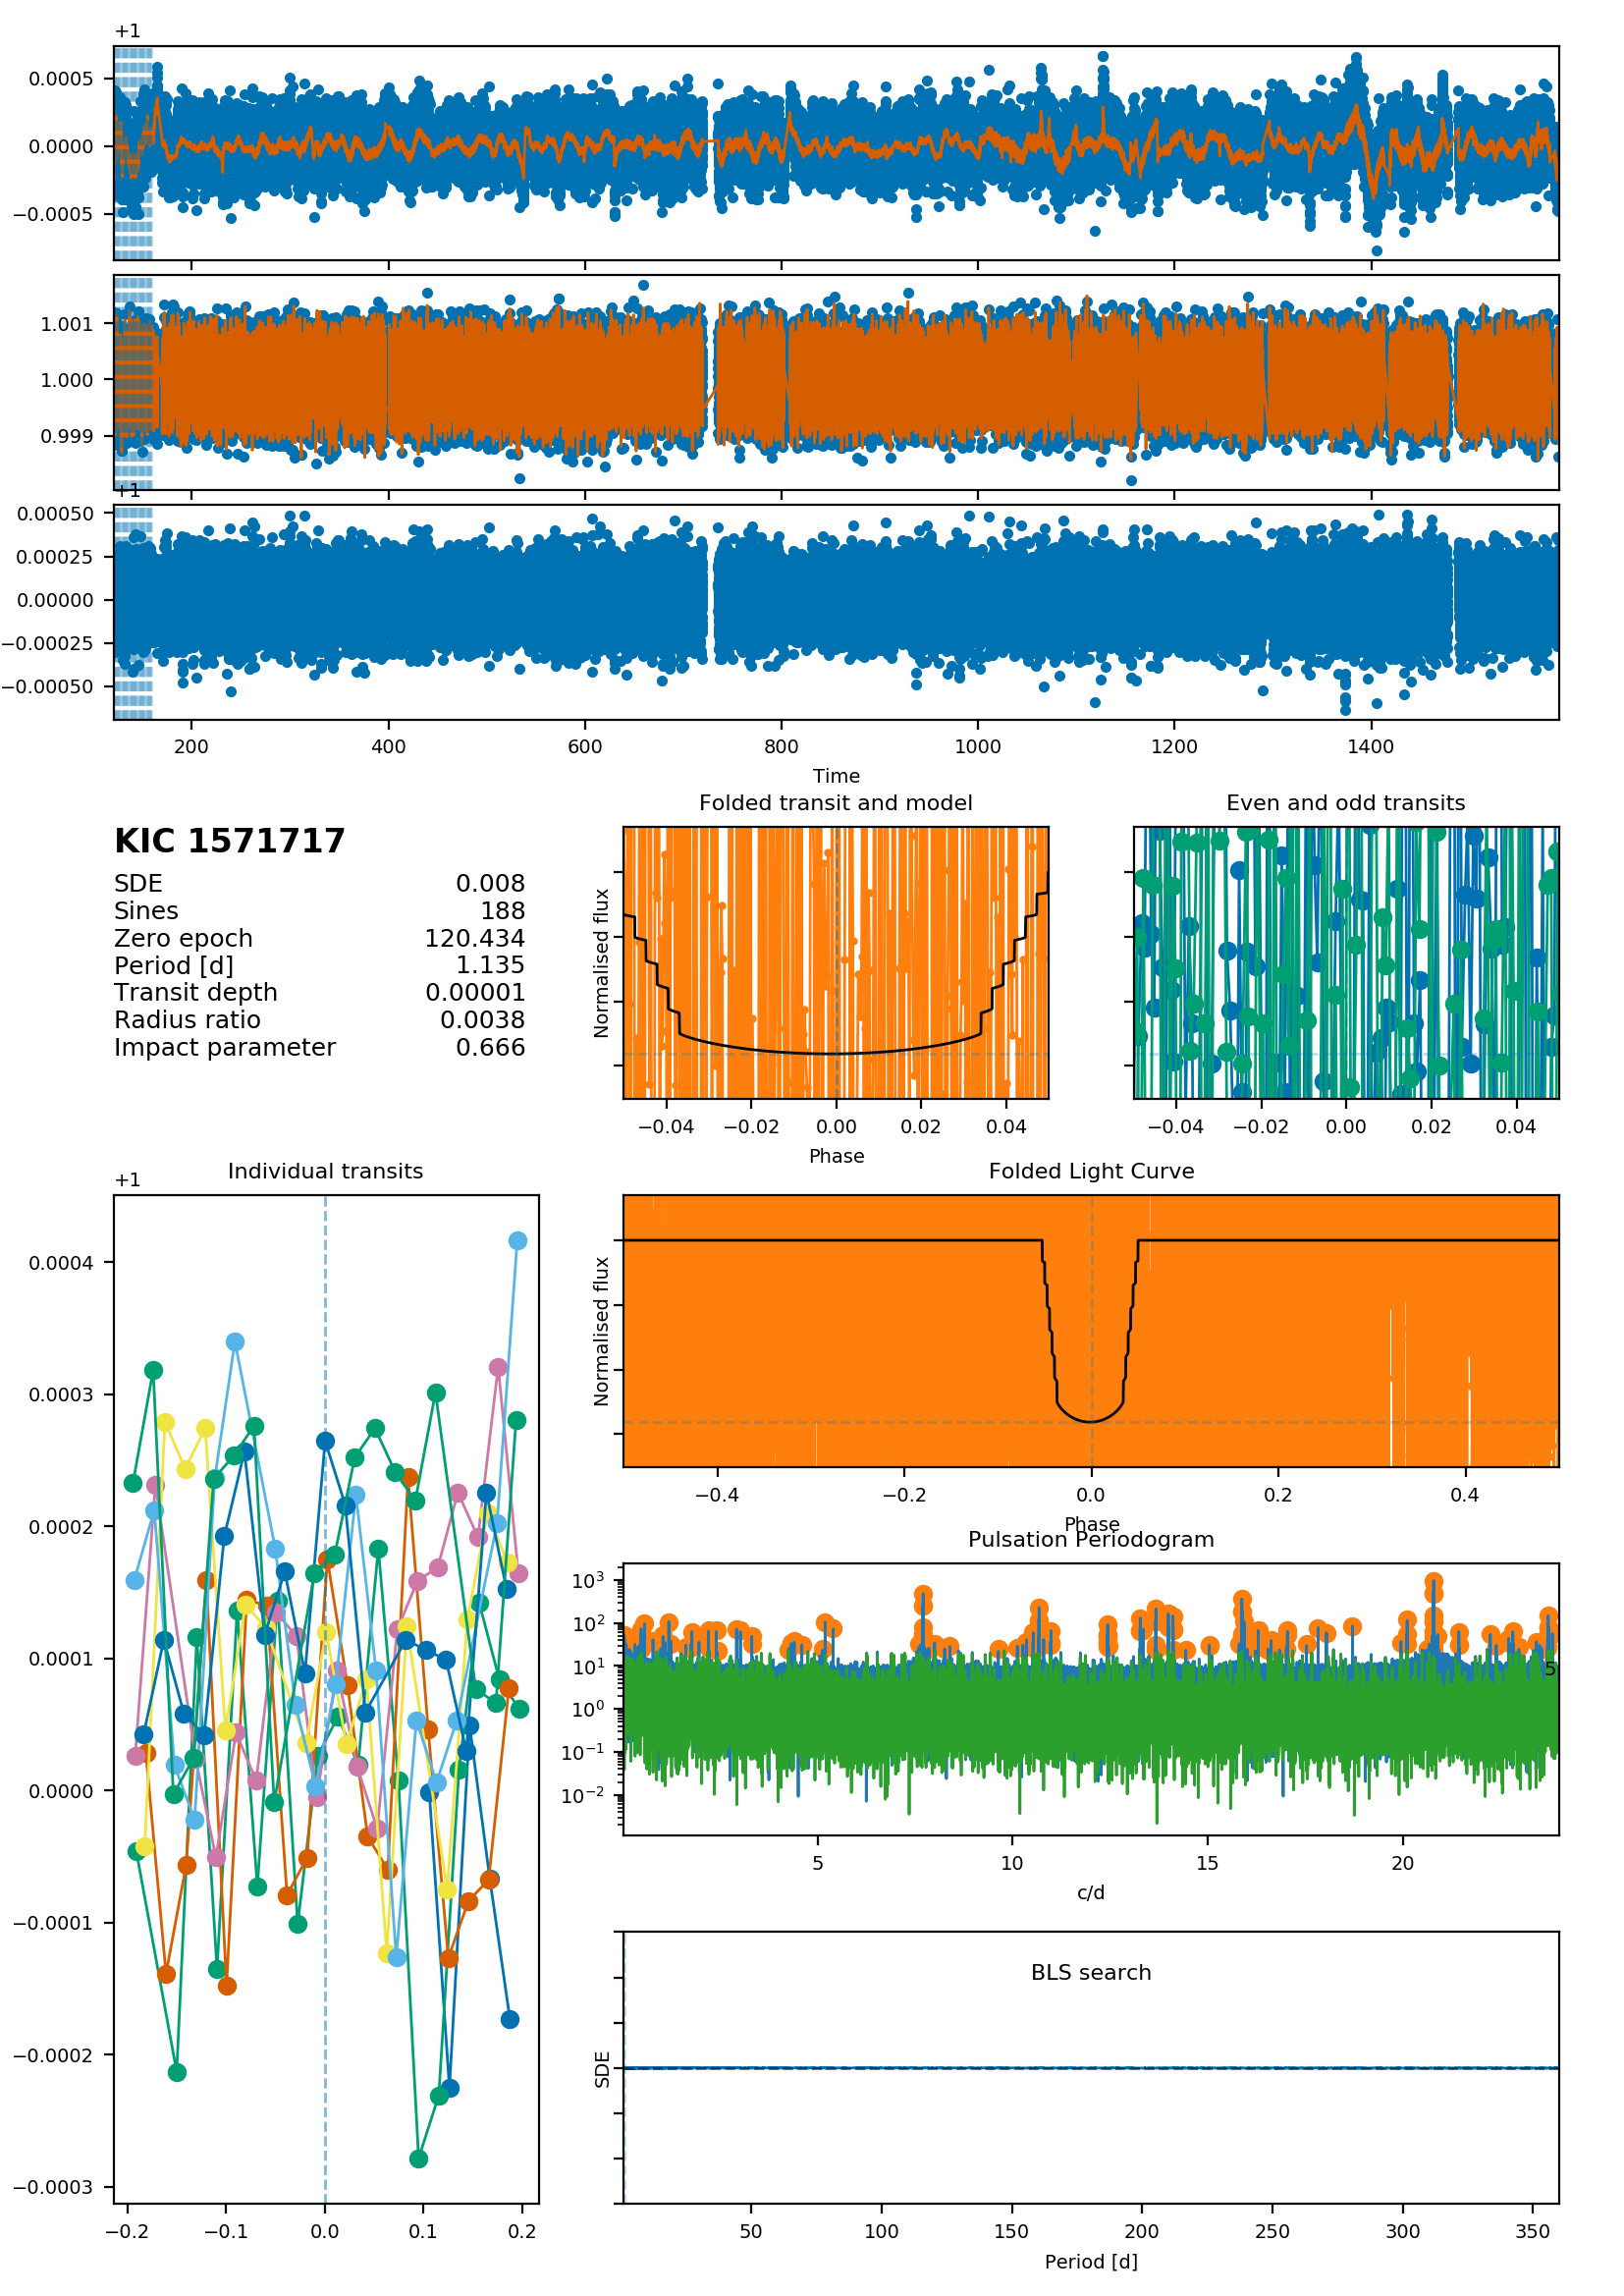 +1
0.0005
0.0000
−0.0005
200 400 600 800 1000 1200 1400
1.001
1.000
0.999
+1
0.00050
0.00025
0.00000
−0.00025
−0.00050
200 400 600 800 1000 1200 1400
Time
KIC 1571717
SDE 0.008
Sines 188
Zero epoch 120.434
Period [d] 1.135
Transit depth 0.00001
Radius ratio 0.0038
Impact parameter 0.666
Folded transit and model
Normalised flux
−0.04 −0.02 0.00 0.02 0.04
Phase
Even and odd transits
−0.04 −0.02 0.00 0.02 0.04
Individual transits
+1
0.0004
0.0003
0.0002
0.0001
0.0000
−0.0001
−0.0002
−0.0003
−0.2 −0.1 0.0 0.1 0.2
Folded Light Curve
Normalised flux
−0.4 −0.2 0.0 0.2 0.4
Phase
Pulsation Periodogram
10³
10²
10¹
10⁰
10⁻¹
10⁻²
5
5 10 15 20
c/d
BLS search
SDE
50 100 150 200 250 300 350
Period [d]